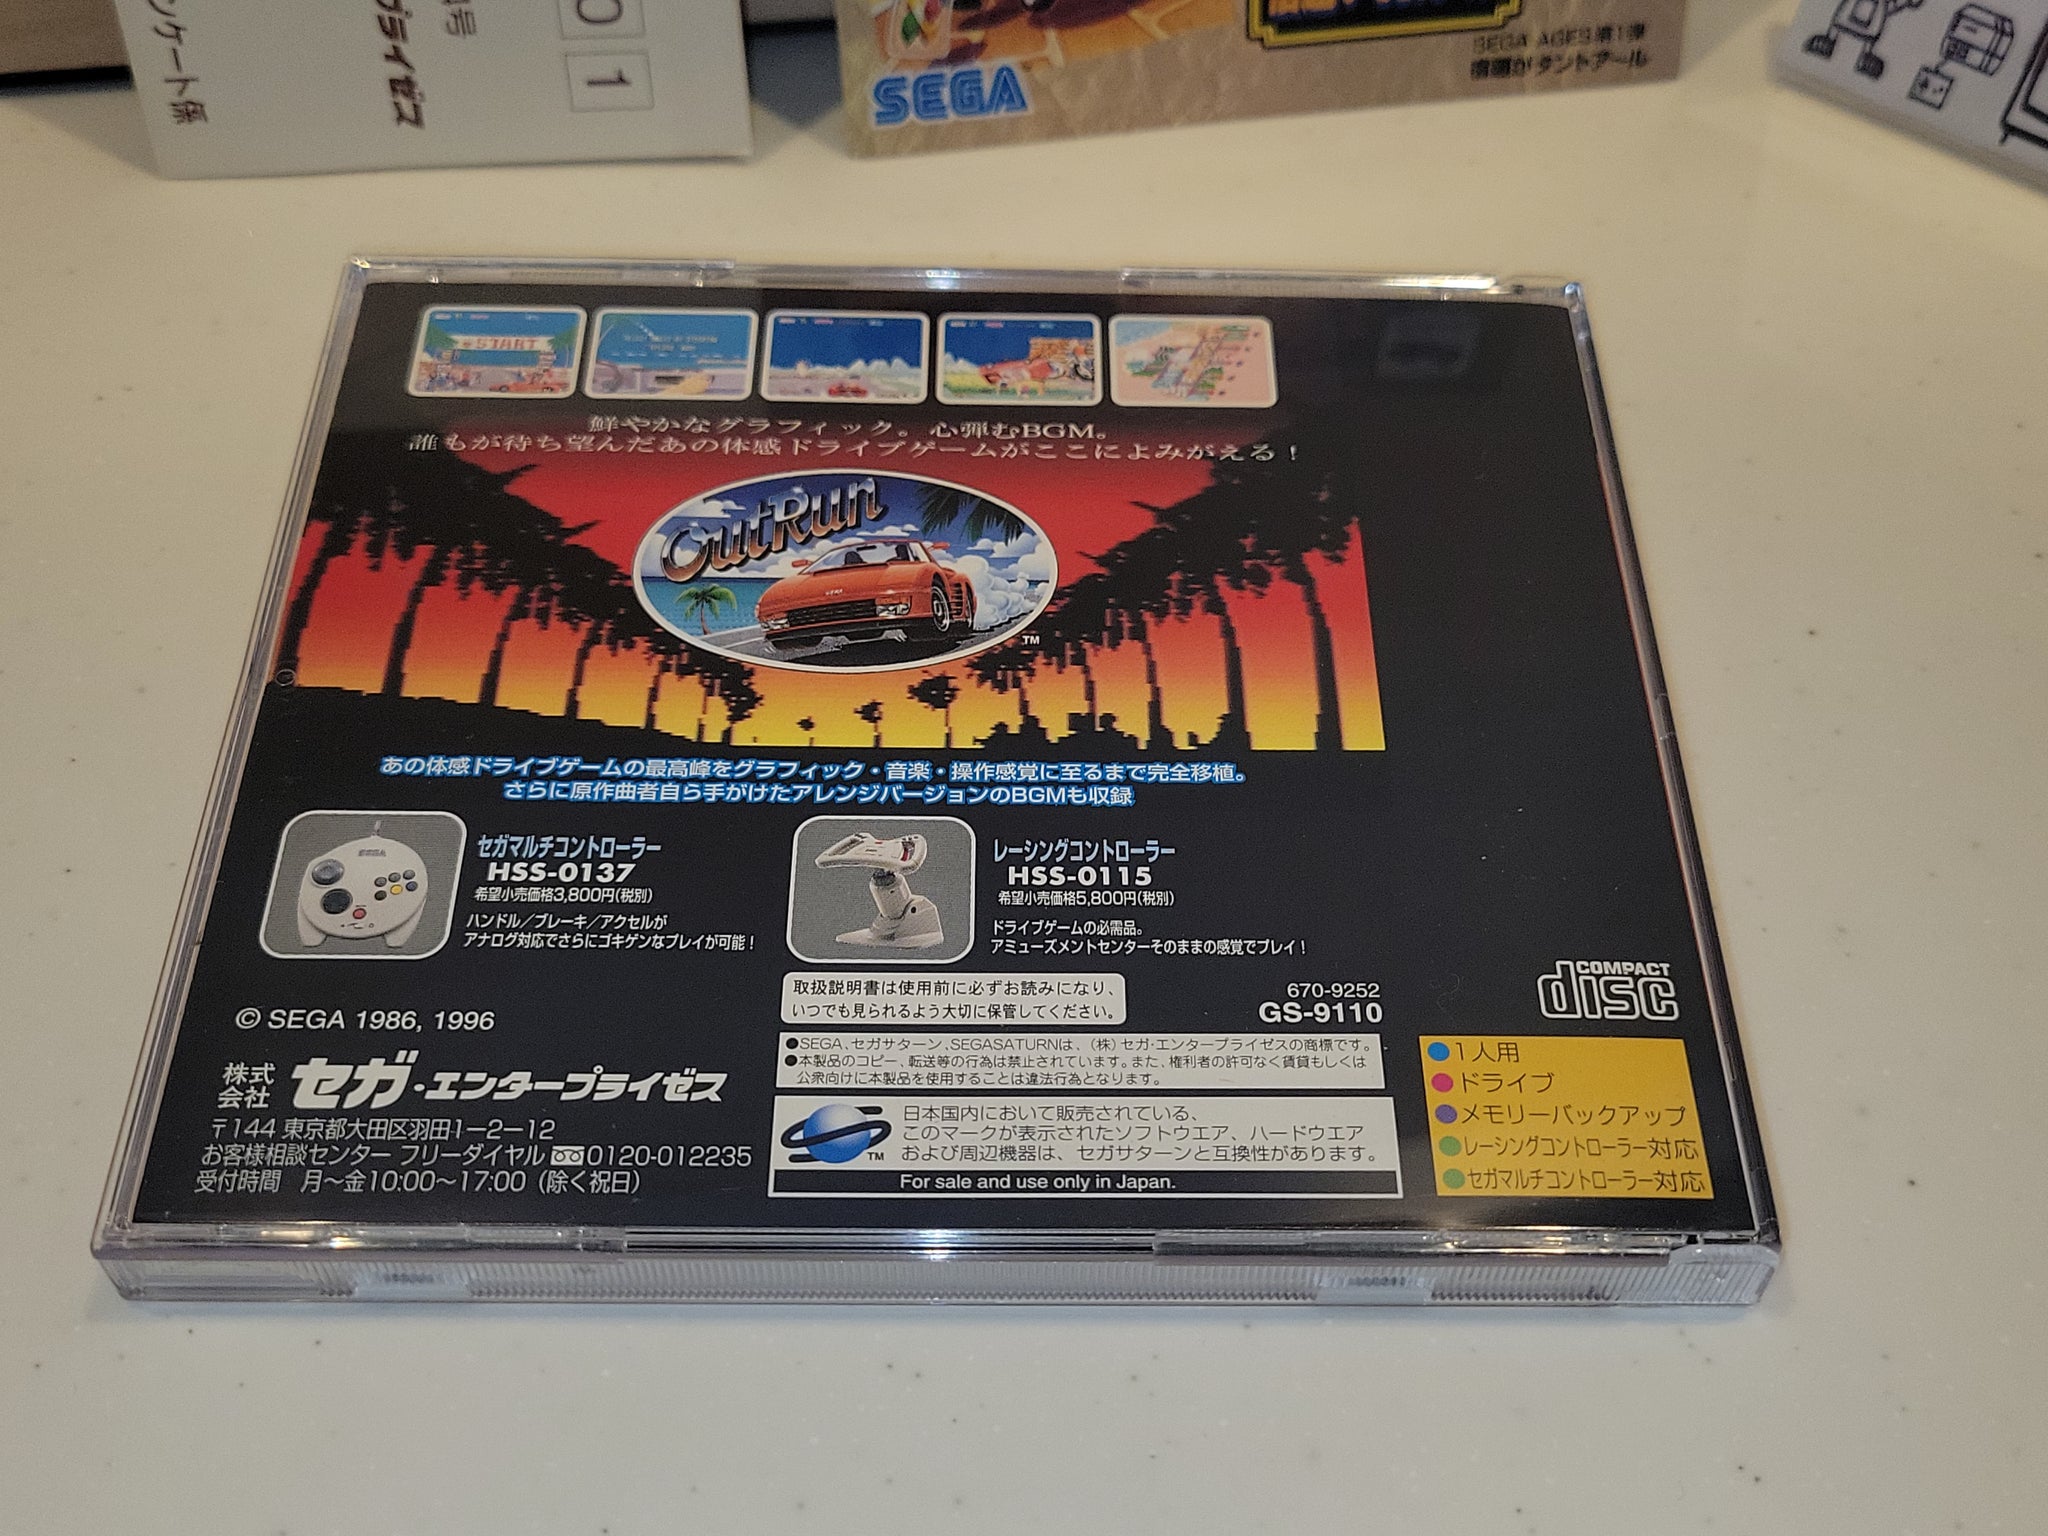 ンケート係
プライゼス
0
1
SEGA
SEGA AGES第1弾
START
鮮やかなグラフィック。心弾むBGM。
誰もが待ち望んだあの体感ドライブゲームがここによみがえる！
OutRun
TM
あの体感ドライブゲームの最高峰をグラフィック・音楽・操作感覚に至るまで完全移植。
さらに原作曲者自ら手がけたアレンジバージョンのBGMも収録
SEGA
セガマルチコントローラー
HSS-0137
希望小売価格3,800円(税別)
ハンドル／ブレーキ／アクセルが
アナログ対応でさらにゴキゲンなプレイが可能！
レーシングコントローラー
HSS-0115
希望小売価格5,800円(税別)
ドライブゲームの必需品。
アミューズメントセンターそのままの感覚でプレイ！
取扱説明書は使用前に必ずお読みになり、
いつでも見られるよう大切に保管してください。
670-9252
GS-9110
COMPACT
disc
© SEGA 1986, 1996
株式会社 セガ・エンタープライゼス
〒144 東京都大田区羽田1−2−12
お客様相談センター フリーダイヤル 0120-012235
受付時間 月〜金10:00〜17:00（除く祝日）
●SEGA、セガサターン、SEGASATURNは、（株）セガ・エンタープライゼスの商標です。
●本製品のコピー、転送等の行為は禁止されています。また、権利者の許可なく賃貸もしくは
公衆向けに本製品を使用することは違法行為となります。
TM
日本国内において販売されている、
このマークが表示されたソフトウエア、ハードウエア
および周辺機器は、セガサターンと互換性があります。
For sale and use only in Japan.
●1人用
●ドライブ
●メモリーバックアップ
●レーシングコントローラー対応
●セガマルチコントローラー対応